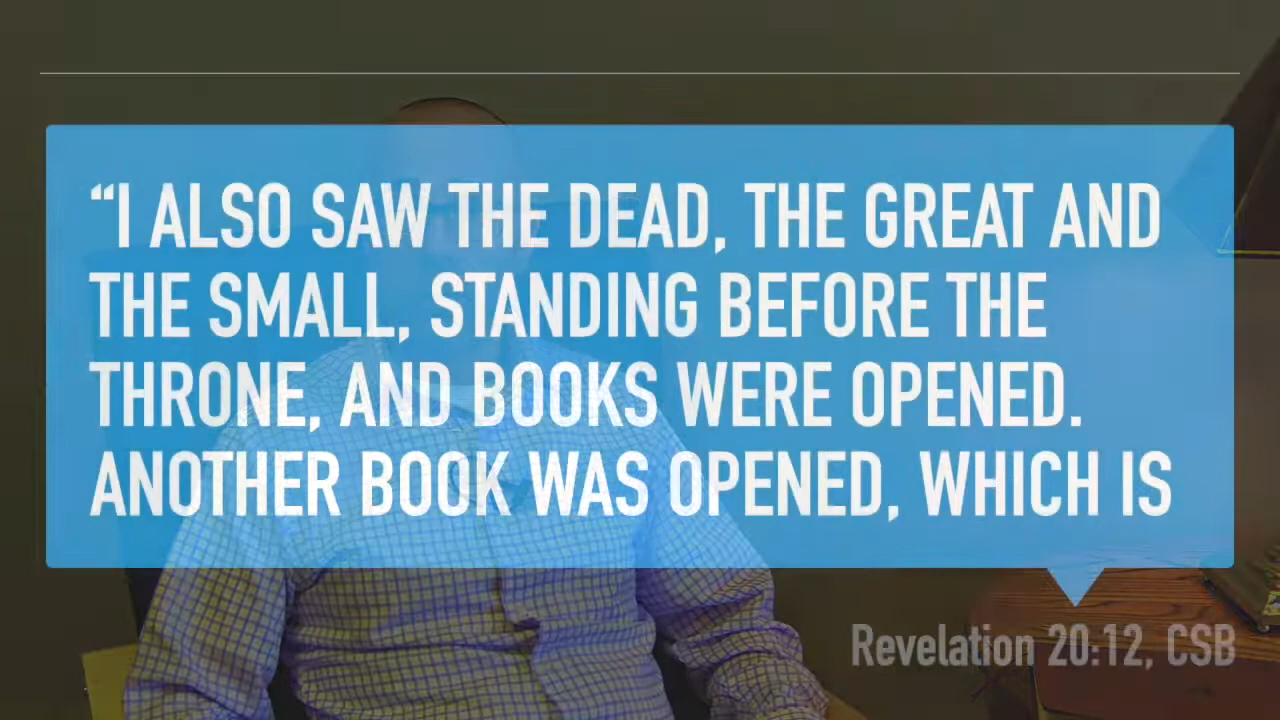 “I ALSO SAW THE DEAD, THE GREAT AND
THE SMALL, STANDING BEFORE THE
THRONE, AND BOOKS WERE OPENED.
ANOTHER BOOK WAS OPENED, WHICH IS
Revelation 20:12, CSB